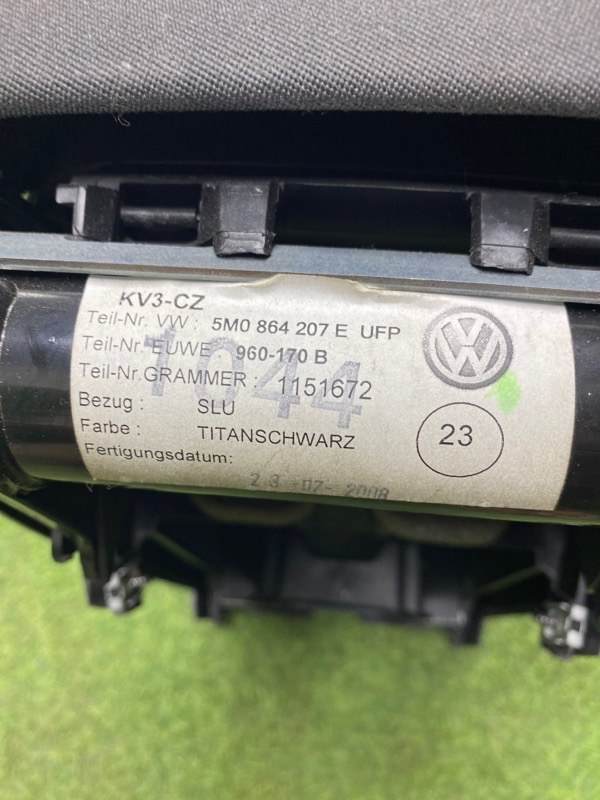 KV3-CZ
Teil-Nr. VW : 5M0 864 207 E UFP
Teil-Nr. EUWE 960-170 B
Teil-Nr. GRAMMER : 1151672
Bezug : SLU
Farbe : TITANSCHWARZ
Fertigungsdatum:
23-07-2008
7044
23